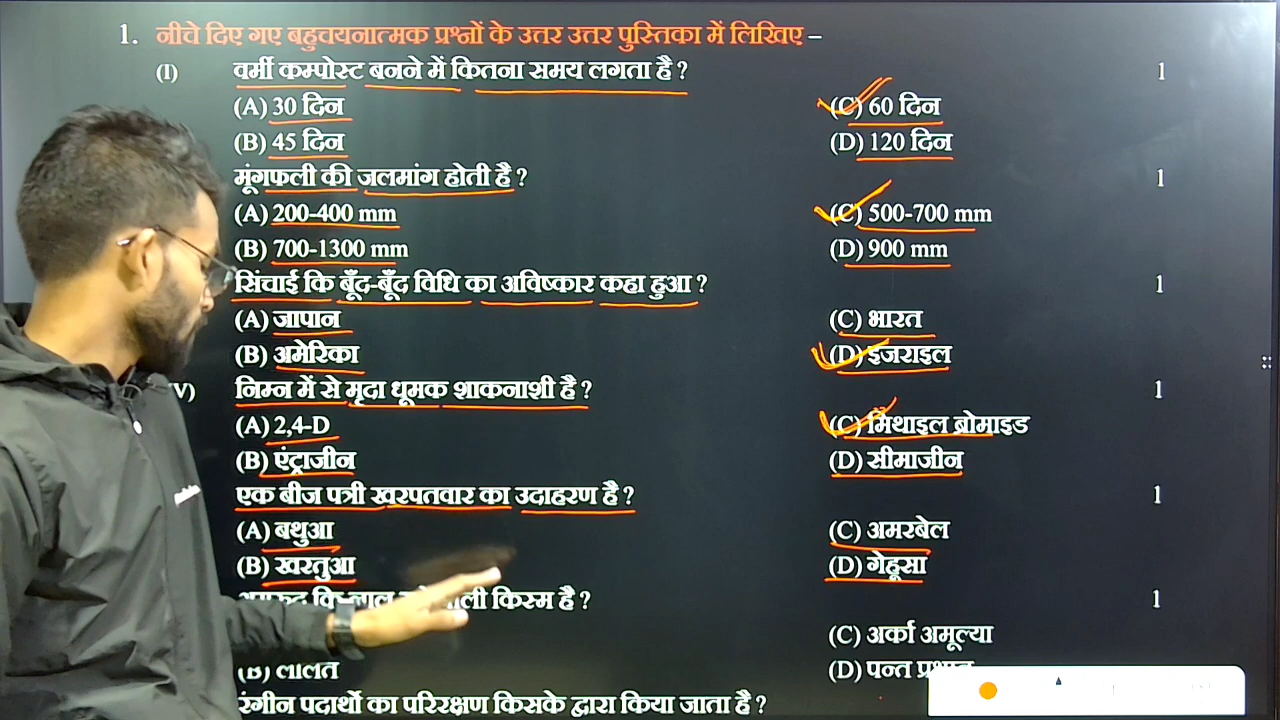 1. नीचे दिए गए बहुचयनात्मक प्रश्नों के उत्तर उत्तर पुस्तिका में लिखिए –
(I) वर्मी कम्पोस्ट बनने में कितना समय लगता है ? 1
(A) 30 दिन (C) 60 दिन
(B) 45 दिन (D) 120 दिन
मूंगफली की जलमांग होती है ? 1
(A) 200-400 mm (C) 500-700 mm
(B) 700-1300 mm (D) 900 mm
सिंचाई कि बूँद-बूँद विधि का अविष्कार कहा हुआ ? 1
(A) जापान (C) भारत
(B) अमेरिका (D) इजराइल
V) निम्न में से मृदा धूमक शाकनाशी है ? 1
(A) 2,4-D (C) मिथाइल ब्रोमाइड
(B) एंट्राजीन (D) सीमाजीन
एक बीज पत्री खरपतवार का उदाहरण है ? 1
(A) बथुआ (C) अमरबेल
(B) खरतुआ (D) गेहूसा
किस्म है ? 1
(C) अर्का अमूल्या
(B) ललित (D) पन्त
रंगीन पदार्थो का परिरक्षण किसके द्वारा किया जाता है ?